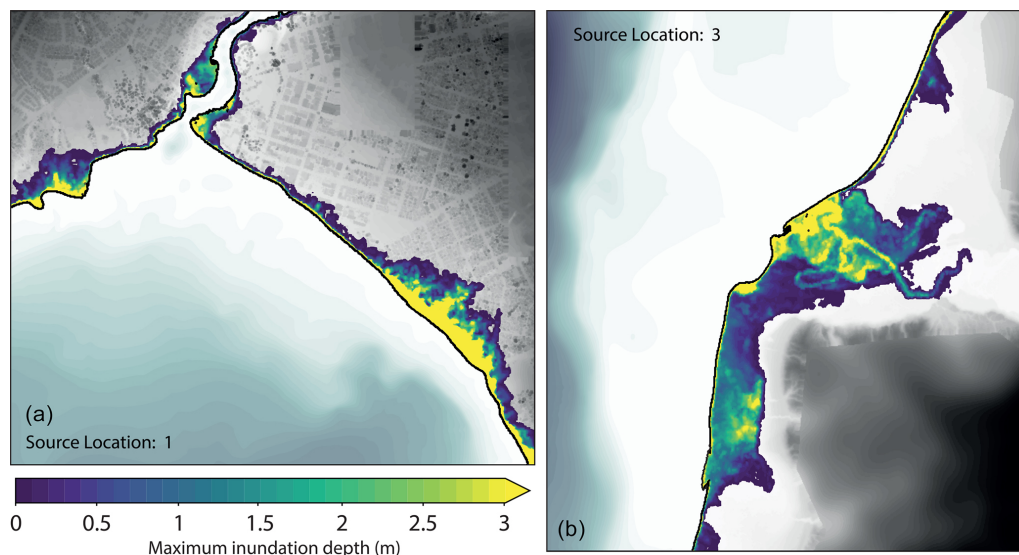 Source Location: 3
(a)
Source Location: 1
0 0.5 1 1.5 2 2.5 3
Maximum inundation depth (m)
(b)